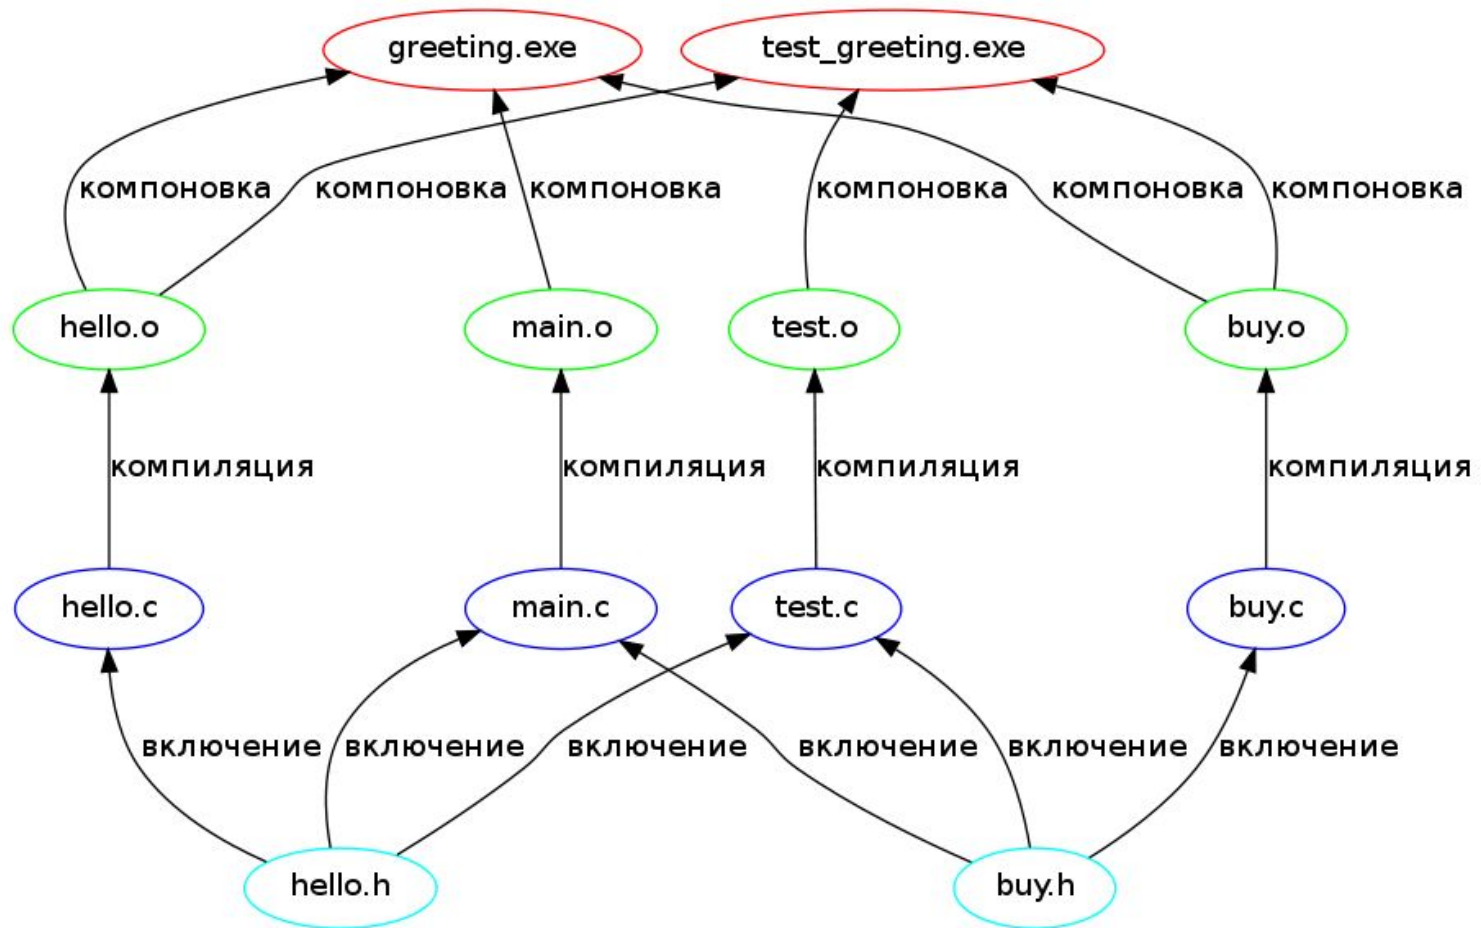 greeting.exe
test_greeting.exe
компоновка
компоновка
компоновка
компоновка
компоновка
компоновка
hello.o
main.o
test.o
buy.o
компиляция
компиляция
компиляция
компиляция
hello.c
main.c
test.c
buy.c
включение
включение
включение
включение
включение
включение
hello.h
buy.h